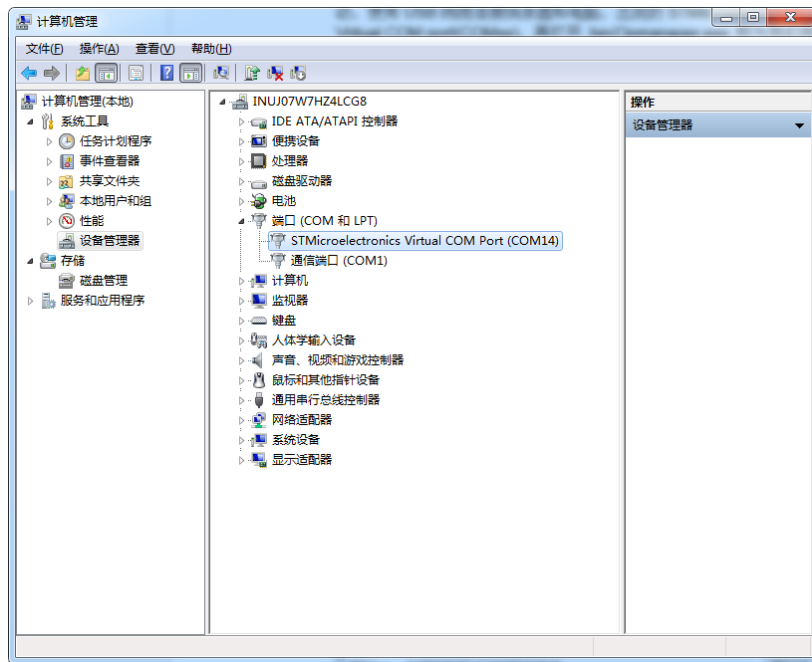 计算机管理
文件(F) 操作(A) 查看(V) 帮助(H)
计算机管理(本地)
系统工具
任务计划程序
事件查看器
共享文件夹
本地用户和组
性能
设备管理器
存储
磁盘管理
服务和应用程序
INUJ07W7HZ4LCG8
IDE ATA/ATAPI 控制器
便携设备
处理器
磁盘驱动器
电池
端口 (COM 和 LPT)
STMicroelectronics Virtual COM Port (COM14)
通信端口 (COM1)
计算机
监视器
键盘
人体学输入设备
声音、视频和游戏控制器
鼠标和其他指针设备
通用串行总线控制器
网络适配器
系统设备
显示适配器
操作
设备管理器